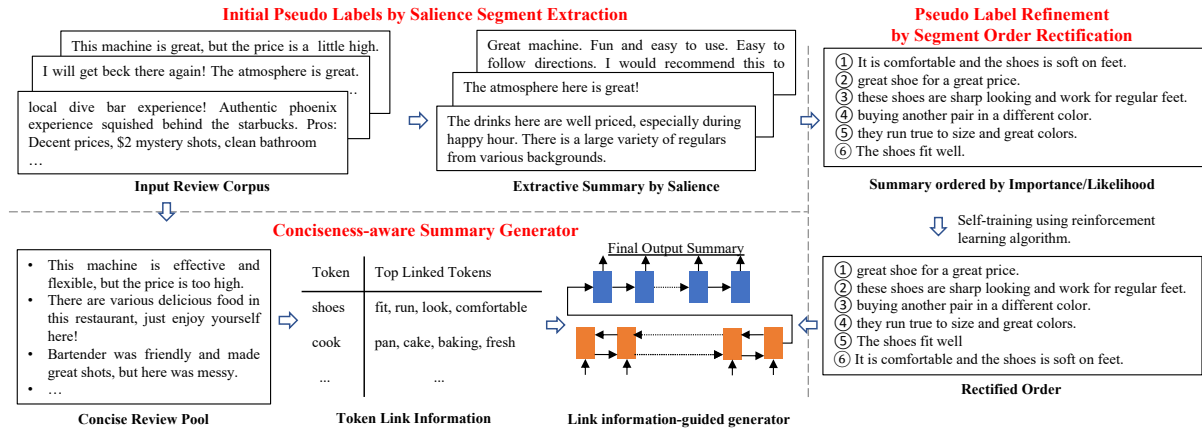 Initial Pseudo Labels by Salience Segment Extraction
This machine is great, but the price is a little high.
I will get beck there again! The atmosphere is great.
..
local dive bar experience! Authentic phoenix
experience squished behind the starbucks. Pros:
Decent prices, $2 mystery shots, clean bathroom
…
Input Review Corpus
Great machine. Fun and easy to use. Easy to
follow directions. I would recommend this to
The atmosphere here is great!
The drinks here are well priced, especially during
happy hour. There is a large variety of regulars
from various backgrounds.
Extractive Summary by Salience
Pseudo Label Refinement
by Segment Order Rectification
① It is comfortable and the shoes is soft on feet.
② great shoe for a great price.
③ these shoes are sharp looking and work for regular feet.
④ buying another pair in a different color.
⑤ they run true to size and great colors.
⑥ The shoes fit well.
Summary ordered by Importance/Likelihood
Self-training using reinforcement
learning algorithm.
① great shoe for a great price.
② these shoes are sharp looking and work for regular feet.
③ buying another pair in a different color.
④ they run true to size and great colors.
⑤ The shoes fit well
⑥ It is comfortable and the shoes is soft on feet.
Rectified Order
Conciseness-aware Summary Generator
• This machine is effective and
flexible, but the price is too high.
• There are various delicious food in
this restaurant, just enjoy yourself
here!
• Bartender was friendly and made
great shots, but here was messy.
• …
Concise Review Pool
Token Top Linked Tokens
shoes fit, run, look, comfortable
cook pan, cake, baking, fresh
... ...
Token Link Information
Final Output Summary
Link information-guided generator